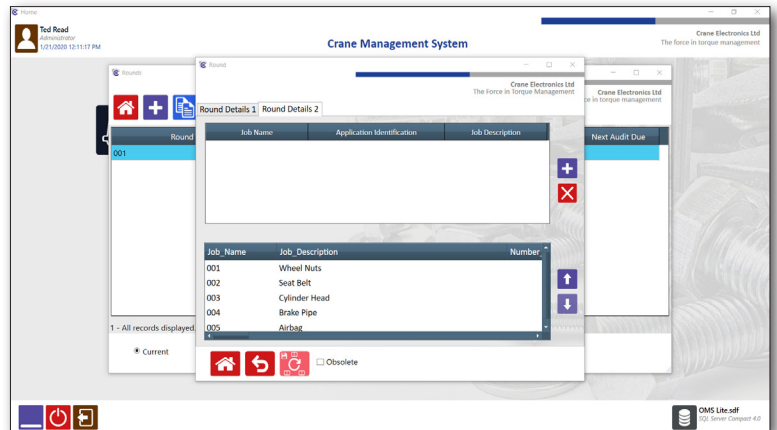 Home
Ted Read
Administrator
1/21/2020 12:11:17 PM
Crane Management System
Crane Electronics Ltd
The force in torque management
Rounds
Round
Crane Electronics Ltd
The Force in Torque Management
Crane Electronics Ltd
ce in torque management
Round Details 1 Round Details 2
Job Name Application Identification Job Description
Round
Next Audit Due
001
Job_Name Job_Description Number_
001 Wheel Nuts
002 Seat Belt
003 Cylinder Head
004 Brake Pipe
005 Airbag
1 - All records displayed
Current
Obsolete
OMS Lite.sdf
SQL Server Compact 4.0